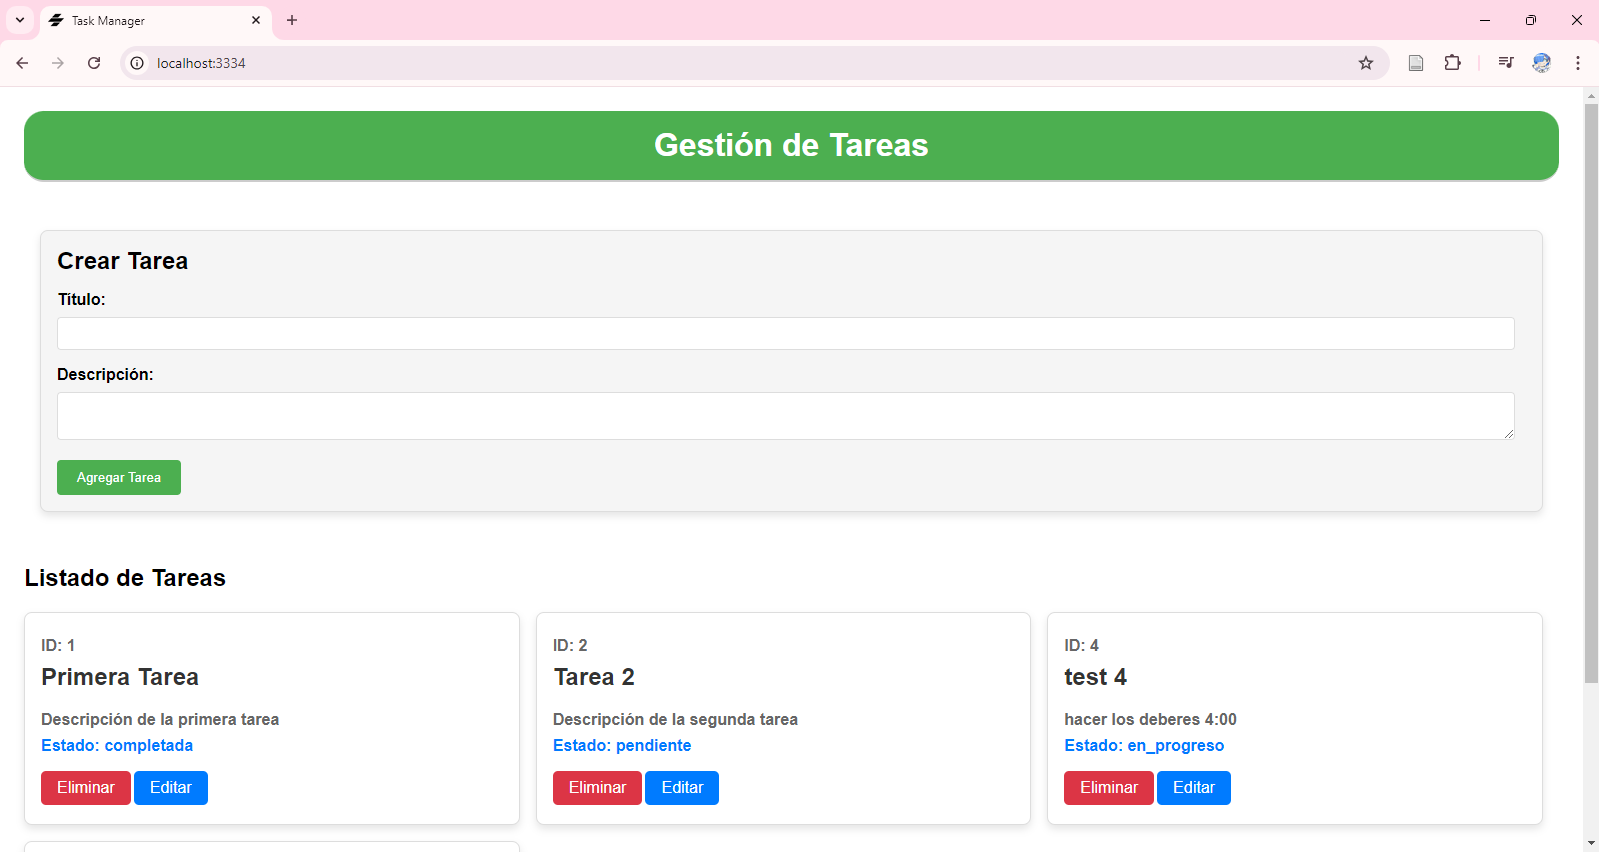 Task Manager
localhost:3334
Gestión de Tareas
Crear Tarea
Título:
Descripción:
Agregar Tarea
Listado de Tareas
ID: 1
Primera Tarea
Descripción de la primera tarea
Estado: completada
Eliminar Editar
ID: 2
Tarea 2
Descripción de la segunda tarea
Estado: pendiente
Eliminar Editar
ID: 4
test 4
hacer los deberes 4:00
Estado: en_progreso
Eliminar Editar